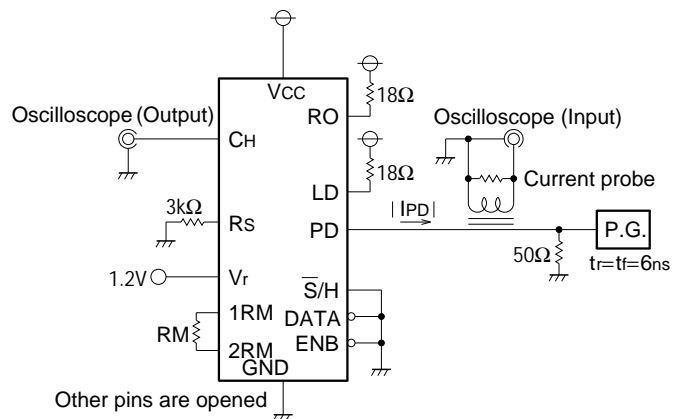 VCC
RO
18Ω
Oscilloscope (Output)
Oscilloscope (Input)
CH
LD
18Ω
Current probe
3kΩ
RS
PD
|IPD|
P.G.
50Ω
tr=tf=6ns
1.2V
Vr
S̅/H
RM
1RM
DATA
2RM
ENB
GND
Other pins are opened